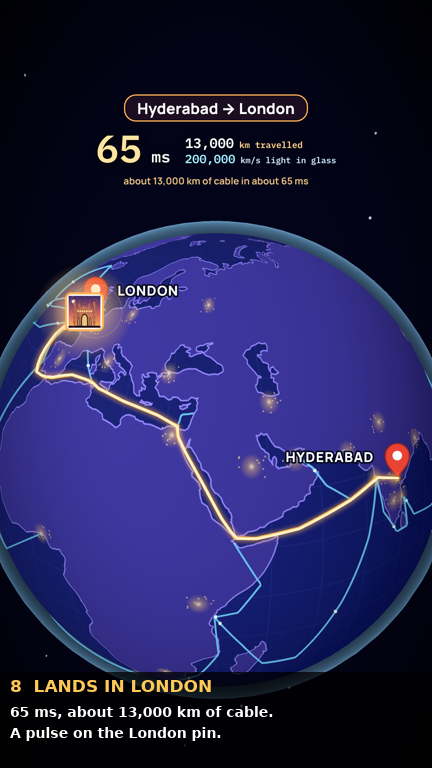 Hyderabad → London
65 ms
13,000 km travelled
200,000 km/s light in glass
about 13,000 km of cable in about 65 ms
LONDON
HYDERABAD
8 LANDS IN LONDON
65 ms, about 13,000 km of cable.
A pulse on the London pin.